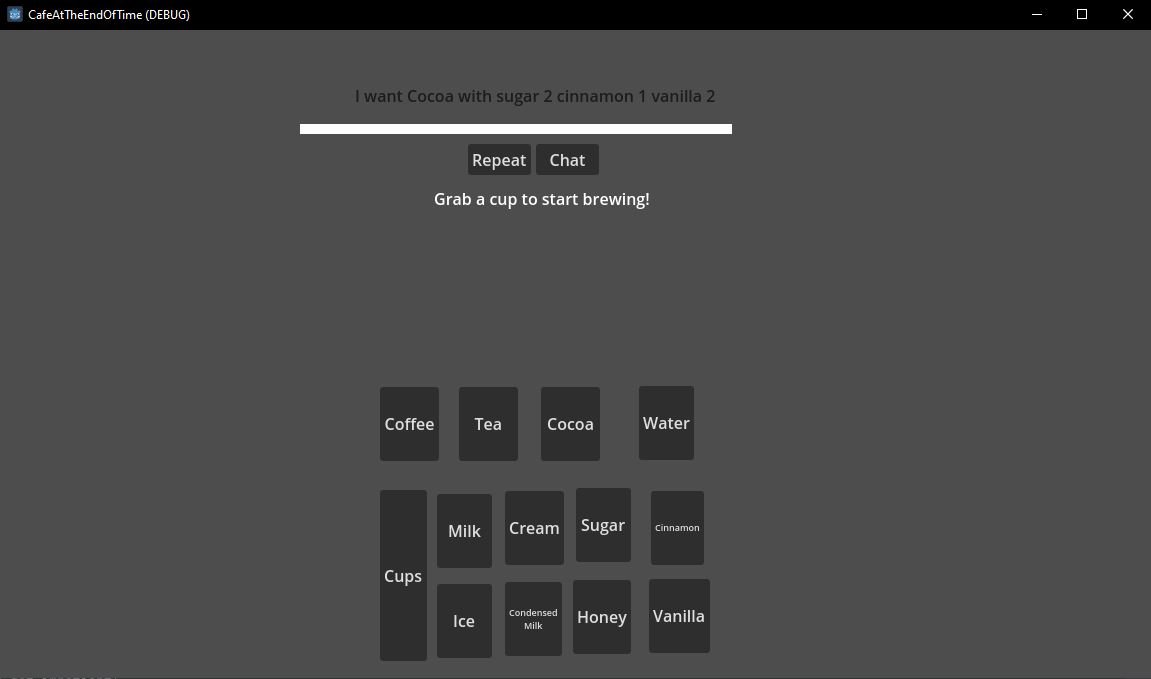 CafeAtTheEndOfTime (DEBUG)
I want Cocoa with sugar 2 cinnamon 1 vanilla 2
Repeat Chat
Grab a cup to start brewing!
Coffee Tea Cocoa Water
Cups
Milk Cream Sugar Cinnamon
Ice Condensed Milk Honey Vanilla